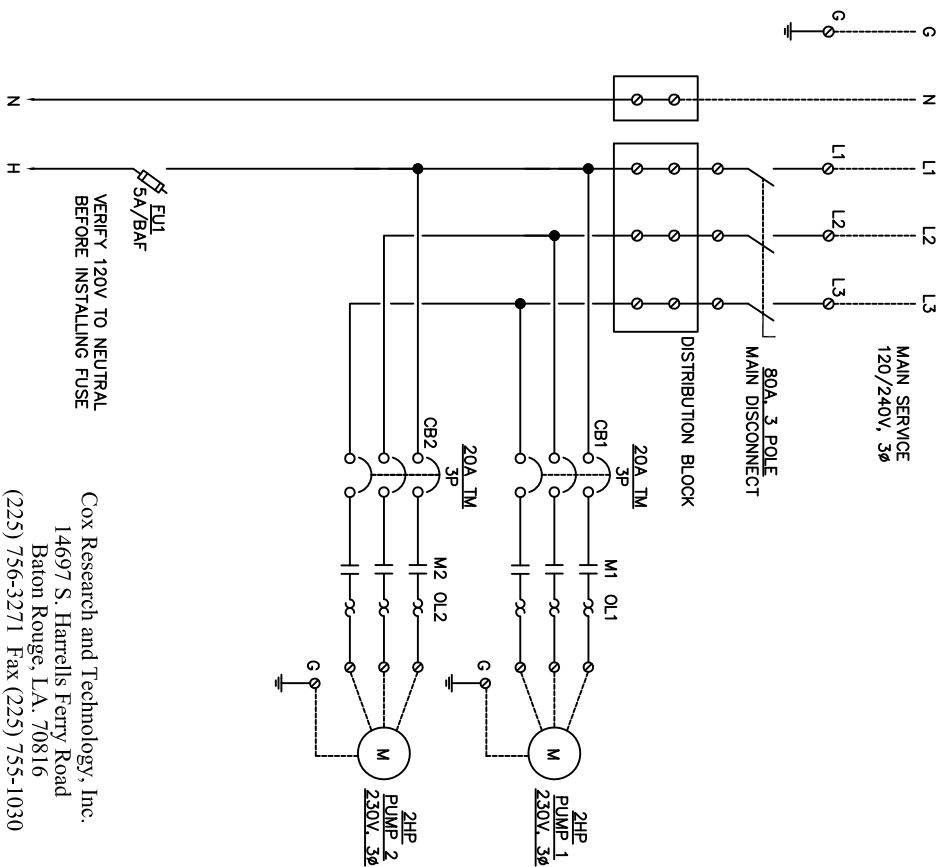 MAIN SERVICE
120/240V, 3ø
G
N
L1
L2
L3
G
L1
L2
L3
80A, 3 POLE
MAIN DISCONNECT
DISTRIBUTION BLOCK
CB1
20A TM
3P
M1 OL1
G
M
2HP
PUMP 1
230V, 3ø
CB2
20A TM
3P
M2 OL2
G
M
2HP
PUMP 2
230V, 3ø
FU1
5A/BAF
VERIFY 120V TO NEUTRAL
BEFORE INSTALLING FUSE
N
H
Cox Research and Technology, Inc.
14697 S. Harrells Ferry Road
Baton Rouge, LA. 70816
(225) 756-3271 Fax (225) 755-1030